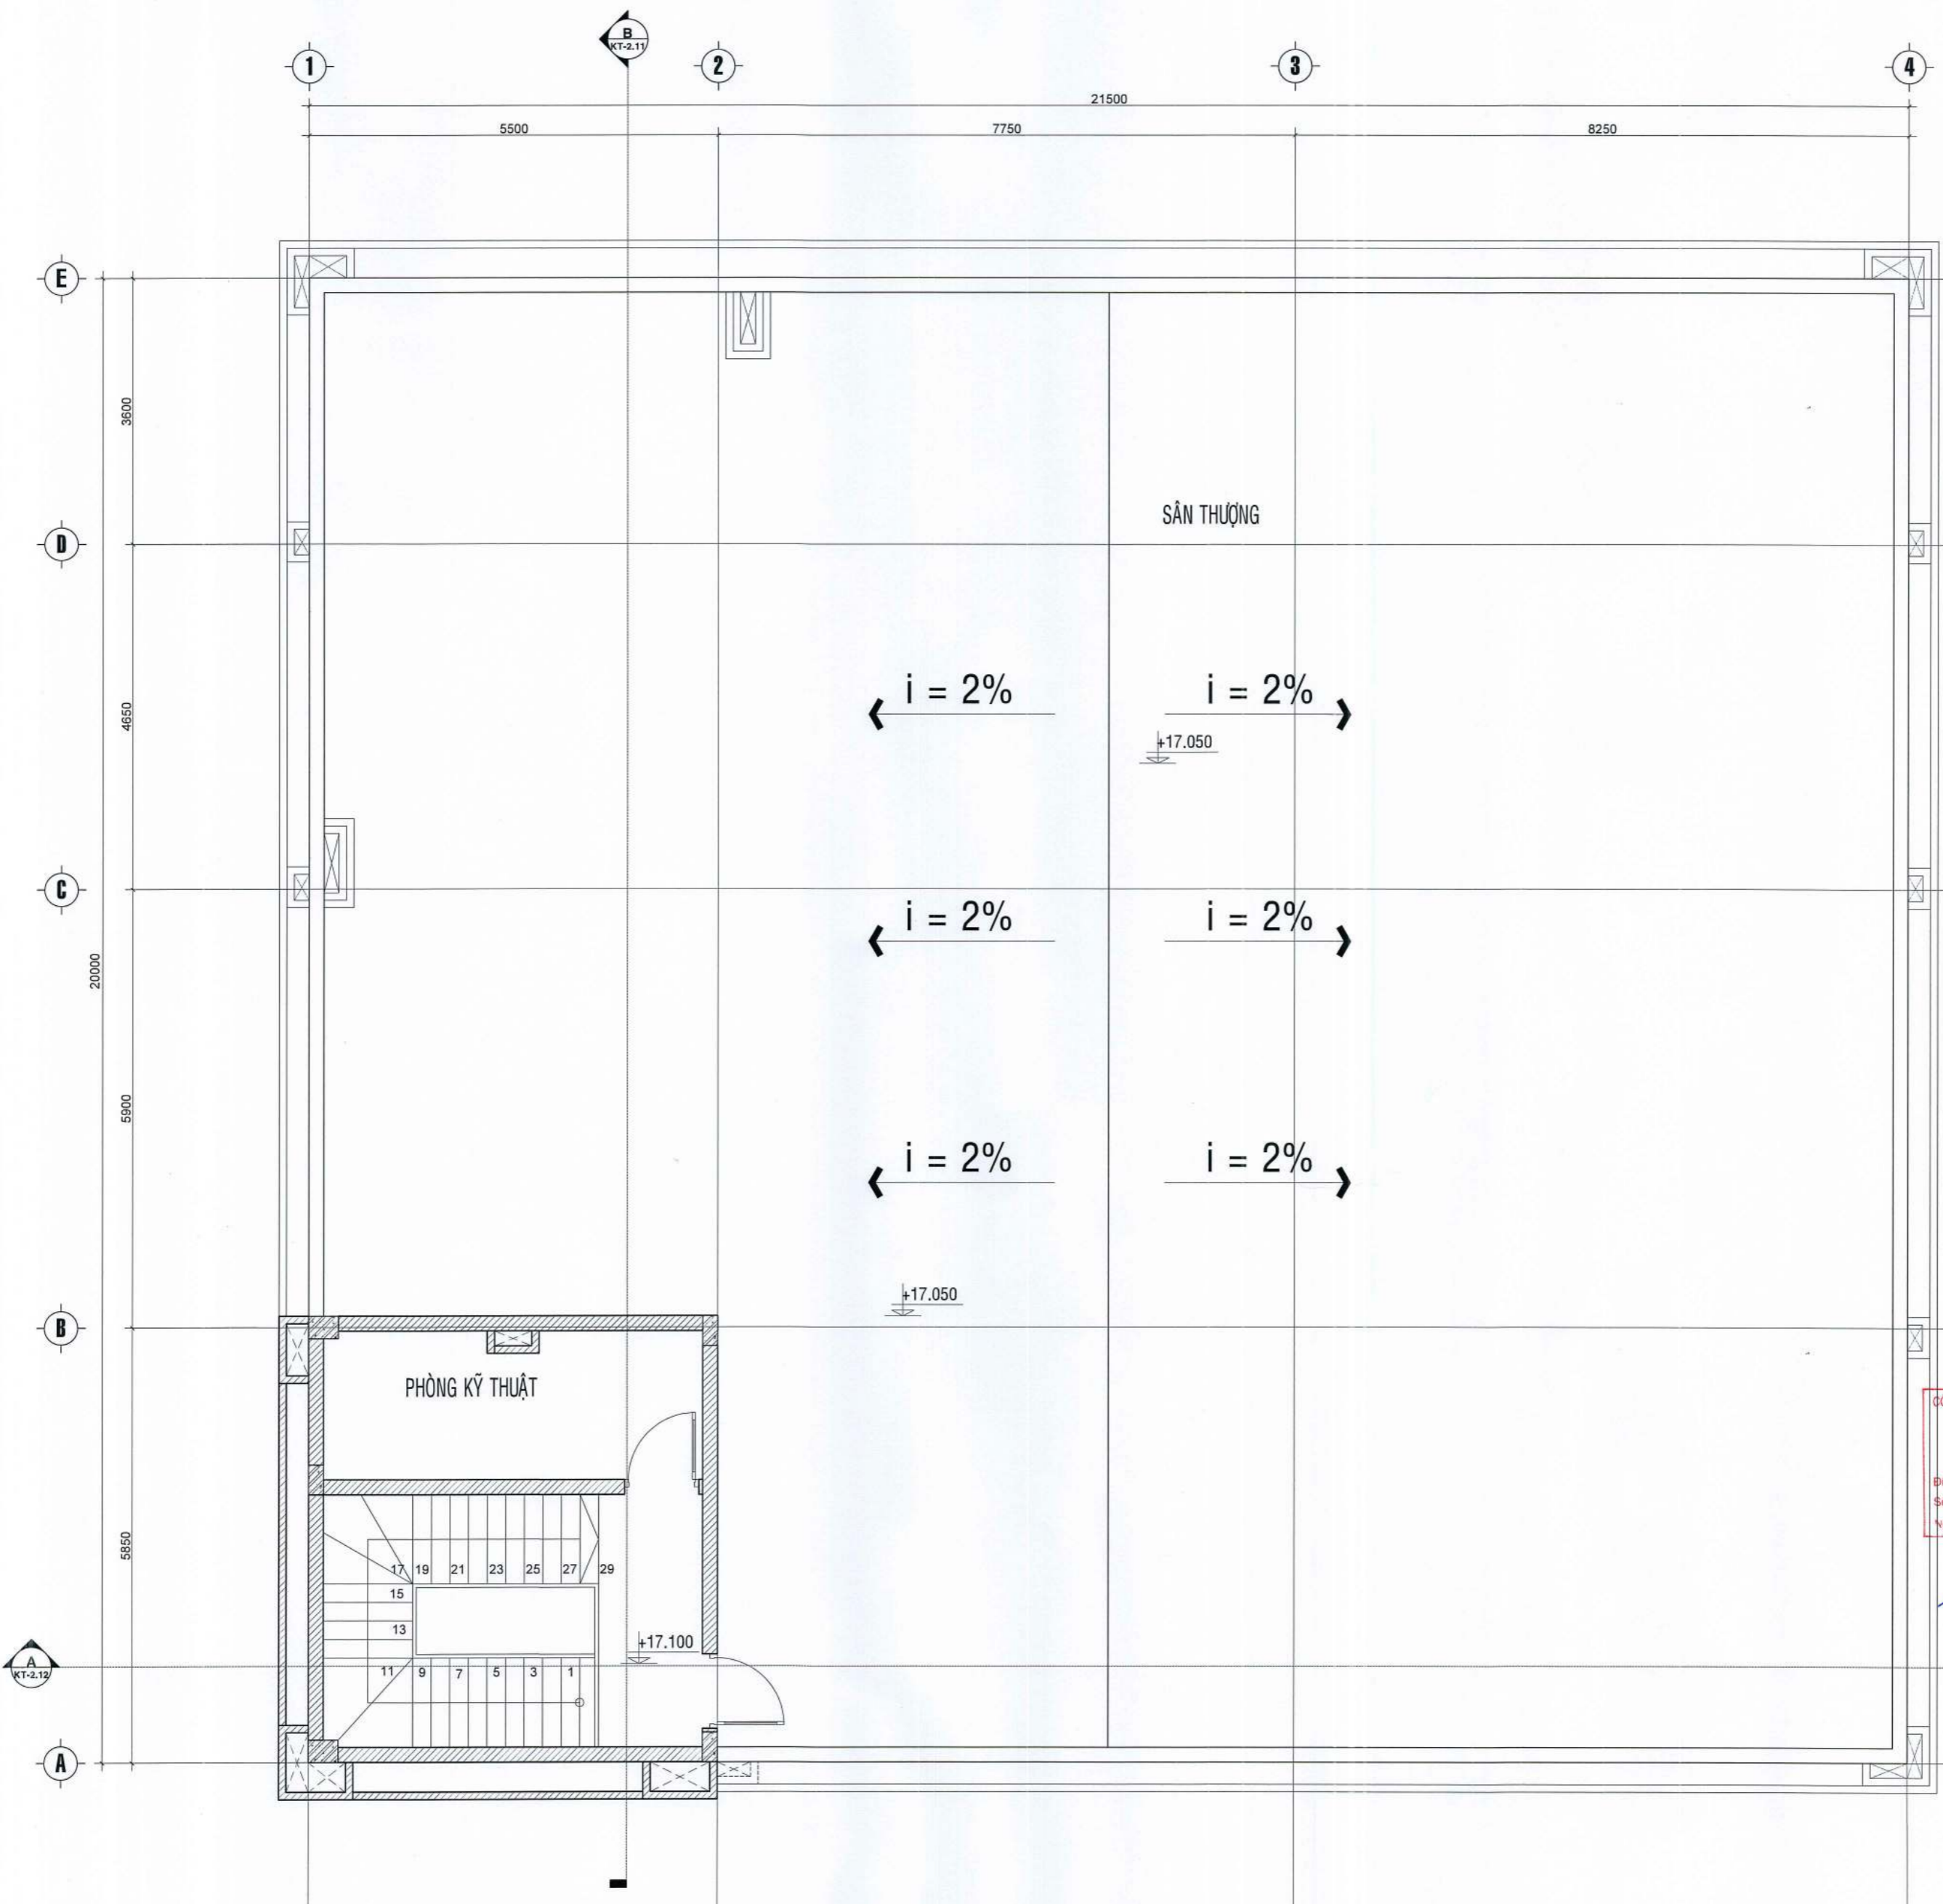 B
KT-2.11
1
2
3
4
21500
5500
7750
8250
E
3600
D
SÂN THƯỢNG
4650
i = 2%
i = 2%
+17.050
C
i = 2%
i = 2%
20000
5900
i = 2%
i = 2%
+17.050
B
PHÒNG KỸ THUẬT
5850
17
19
21
23
25
27
29
15
13
+17.100
11
9
7
5
3
1
A
KT-2.12
A